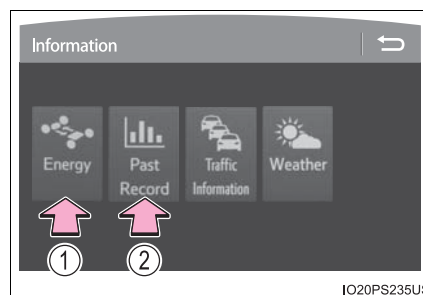 Information
Energy
Past
Record
Traffic
Information
Weather
1
2
IO20PS235US